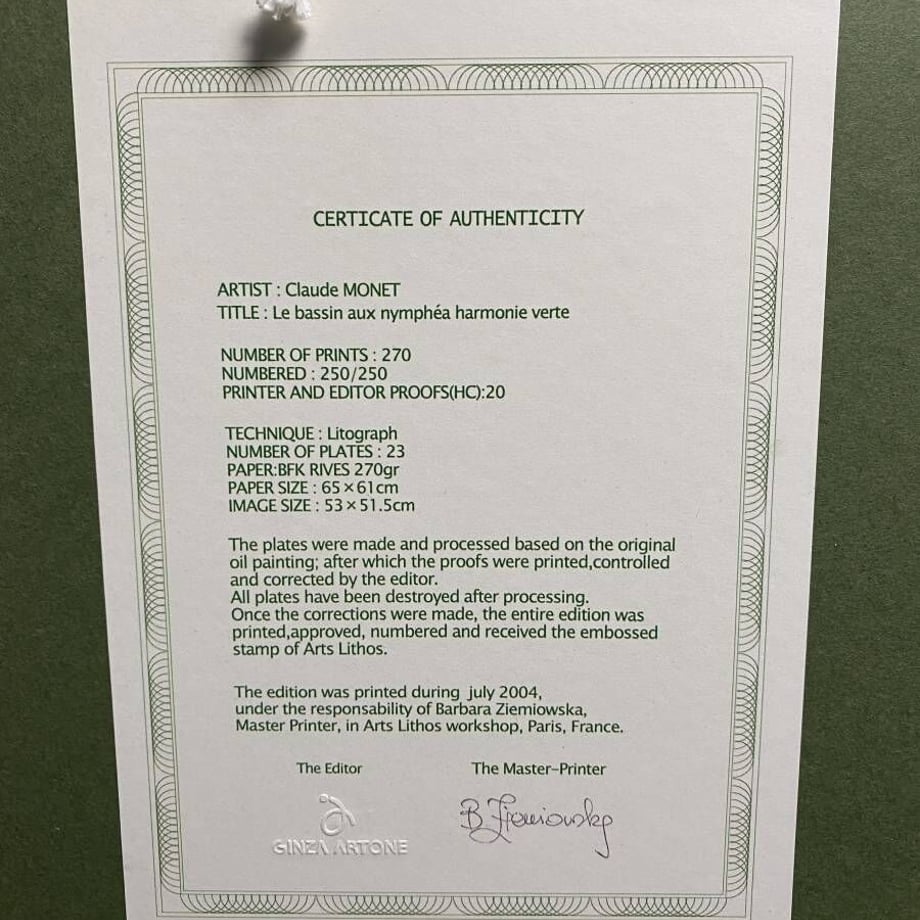 CERTICATE OF AUTHENTICITY
ARTIST : Claude MONET
TITLE : Le bassin aux nymphéa harmonie verte
NUMBER OF PRINTS : 270
NUMBERED : 250/250
PRINTER AND EDITOR PROOFS(HC):20
TECHNIQUE : Litograph
NUMBER OF PLATES : 23
PAPER:BFK RIVES 270gr
PAPER SIZE : 65×61cm
IMAGE SIZE : 53×51.5cm
The plates were made and processed based on the original
oil painting; after which the proofs were printed,controlled
and corrected by the editor.
All plates have been destroyed after processing.
Once the corrections were made, the entire edition was
printed,approved, numbered and received the embossed
stamp of Arts Lithos.
The edition was printed during july 2004,
under the responsability of Barbara Ziemiowska,
Master Printer, in Arts Lithos workshop, Paris, France.
The Editor The Master-Printer
GINZA ARTONE